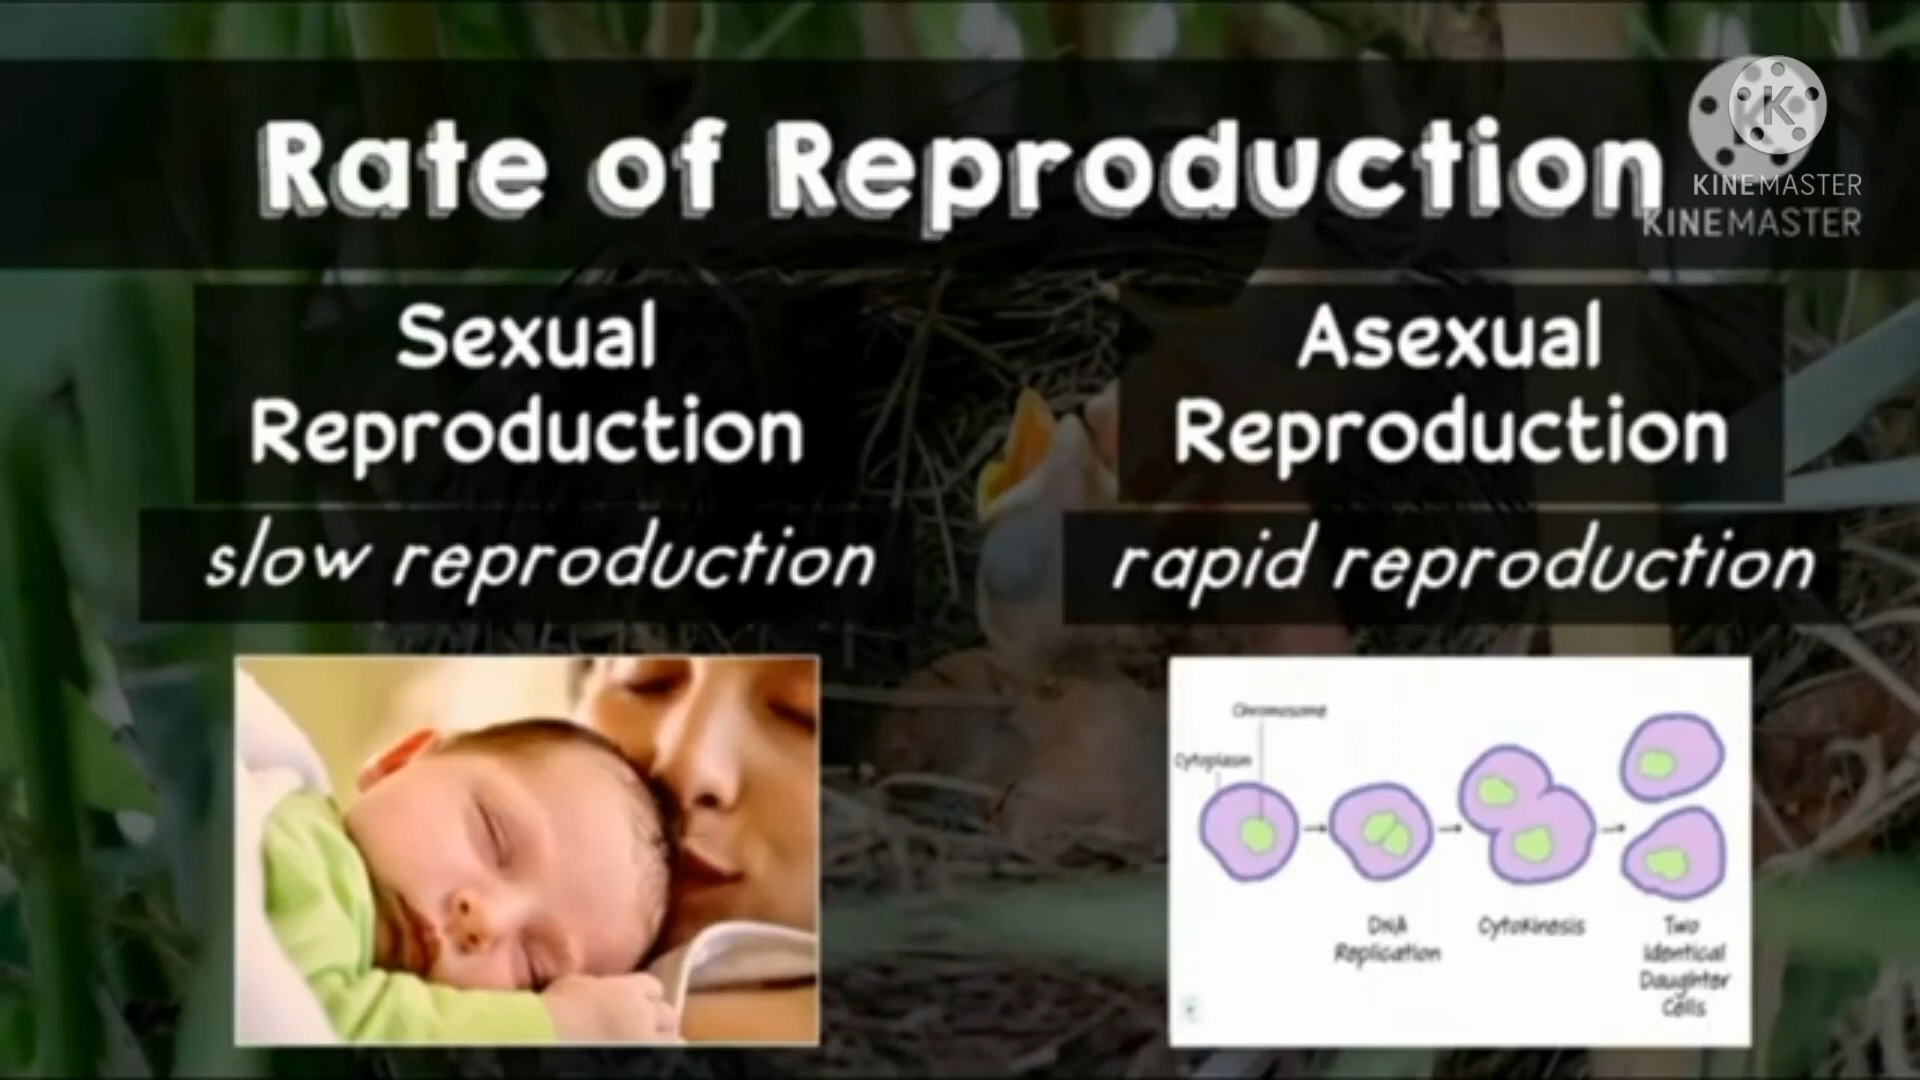 Rate of Reproduction
K
KINEMASTER
KINEMASTER
Sexual
Reproduction
slow reproduction
Asexual
Reproduction
rapid reproduction
Chromosome
Cytoplasm
DNA
Replication
Cytokinesis
Two
Identical
Daughter
Cells